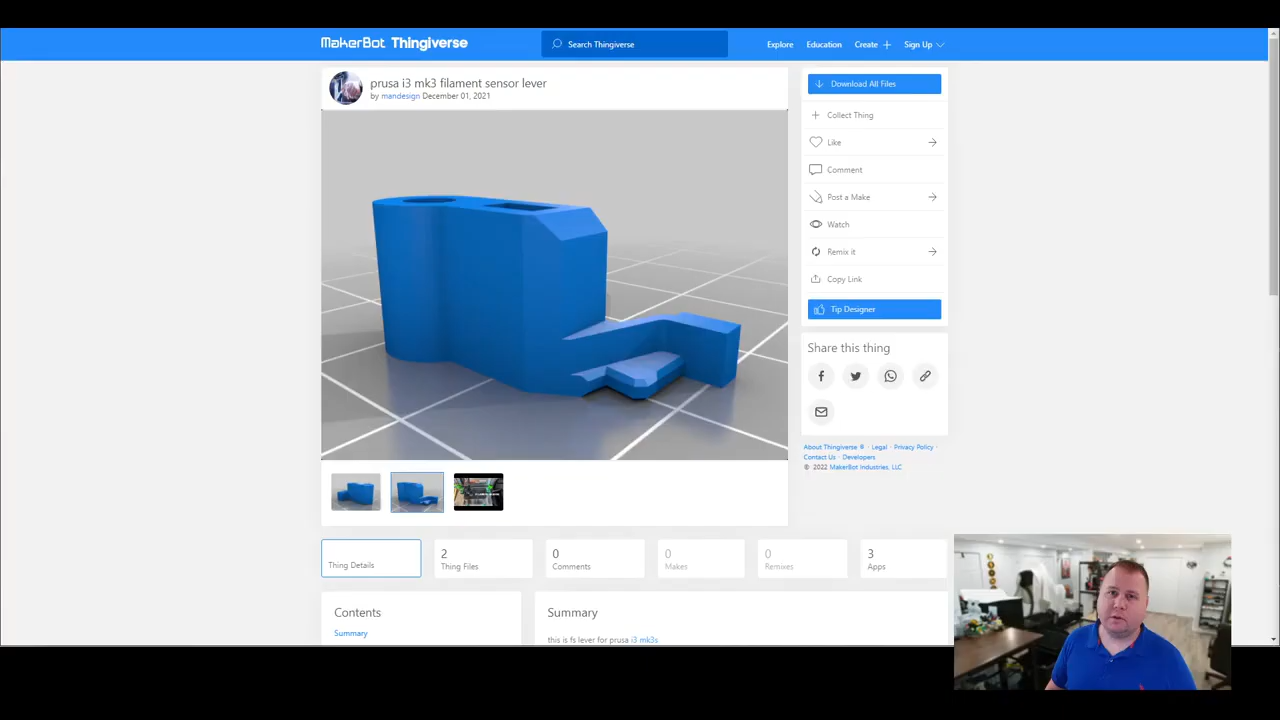 MakerBot Thingiverse
Search Thingiverse
Explore
Education
Create
Sign Up
prusa i3 mk3 filament sensor lever
by mandesign December 01, 2021
Download All Files
Collect Thing
Like
Comment
Post a Make
Watch
Remix it
Copy Link
Tip Designer
Share this thing
About Thingiverse ® · Legal · Privacy Policy ·
Contact Us · Developers
© 2022 MakerBot Industries, LLC
Thing Details
2
Thing Files
0
Comments
0
Makes
0
Remixes
3
Apps
Contents
Summary
Summary
this is fs lever for prusa i3 mk3s